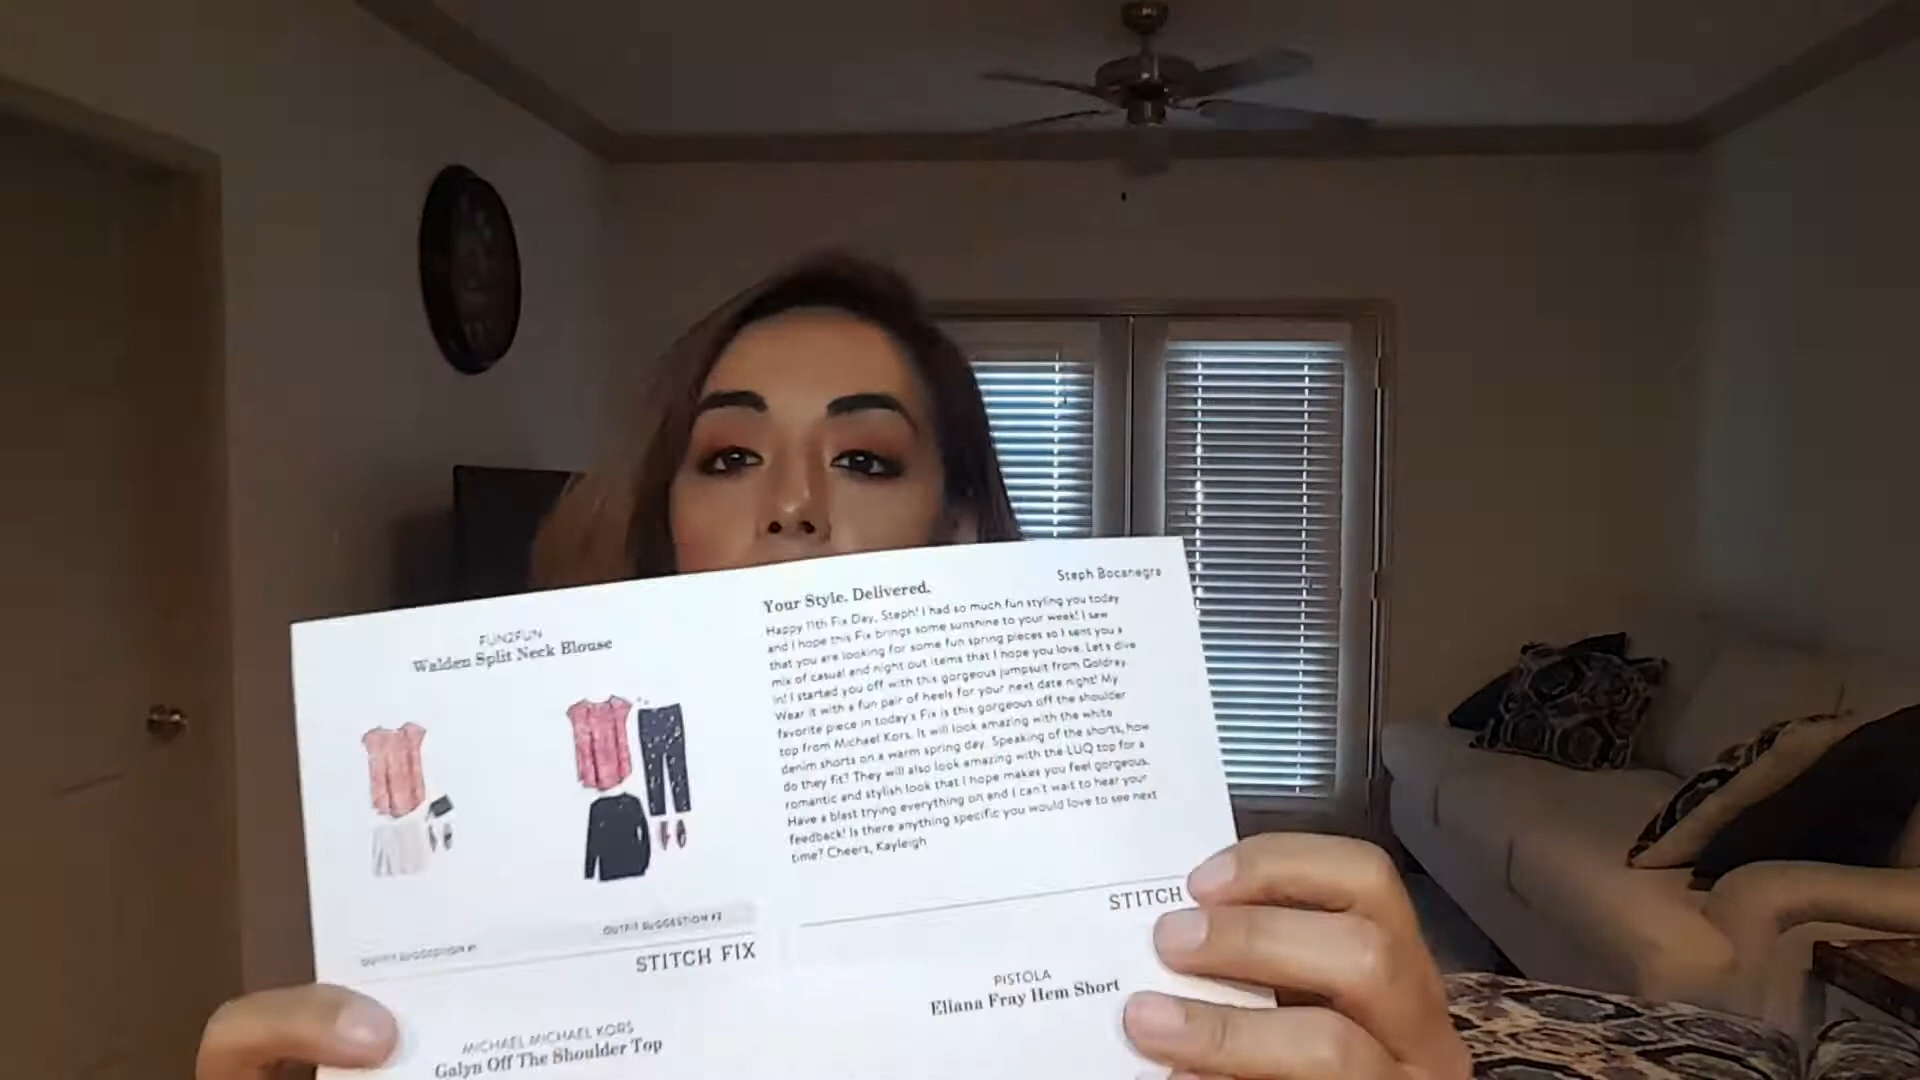 FUN2FUN
Walden Split Neck Blouse
OUTFIT SUGGESTION #1
OUTFIT SUGGESTION #2
STITCH FIX
MICHAEL MICHAEL KORS
Galyn Off The Shoulder Top
Steph Bocanegra
Your Style. Delivered.
Happy 11th Fix Day, Steph! I had so much fun styling you today
and I hope this Fix brings some sunshine to your week! I saw
that you are looking for some fun spring pieces so I sent you a
mix of casual and night out items that I hope you love. Let's dive
in! I started you off with this gorgeous jumpsuit from Goldray.
Wear it with a fun pair of heels for your next date night! My
favorite piece in today's Fix is this gorgeous off the shoulder
top from Michael Kors. It will look amazing with the white
denim shorts on a warm spring day. Speaking of the shorts, how
do they fit? They will also look amazing with the LUQ top for a
romantic and stylish look that I hope makes you feel gorgeous.
Have a blast trying everything on and I can't wait to hear your
feedback! Is there anything specific you would love to see next
time? Cheers, Kayleigh
STITCH
PISTOLA
Eliana Fray Hem Short